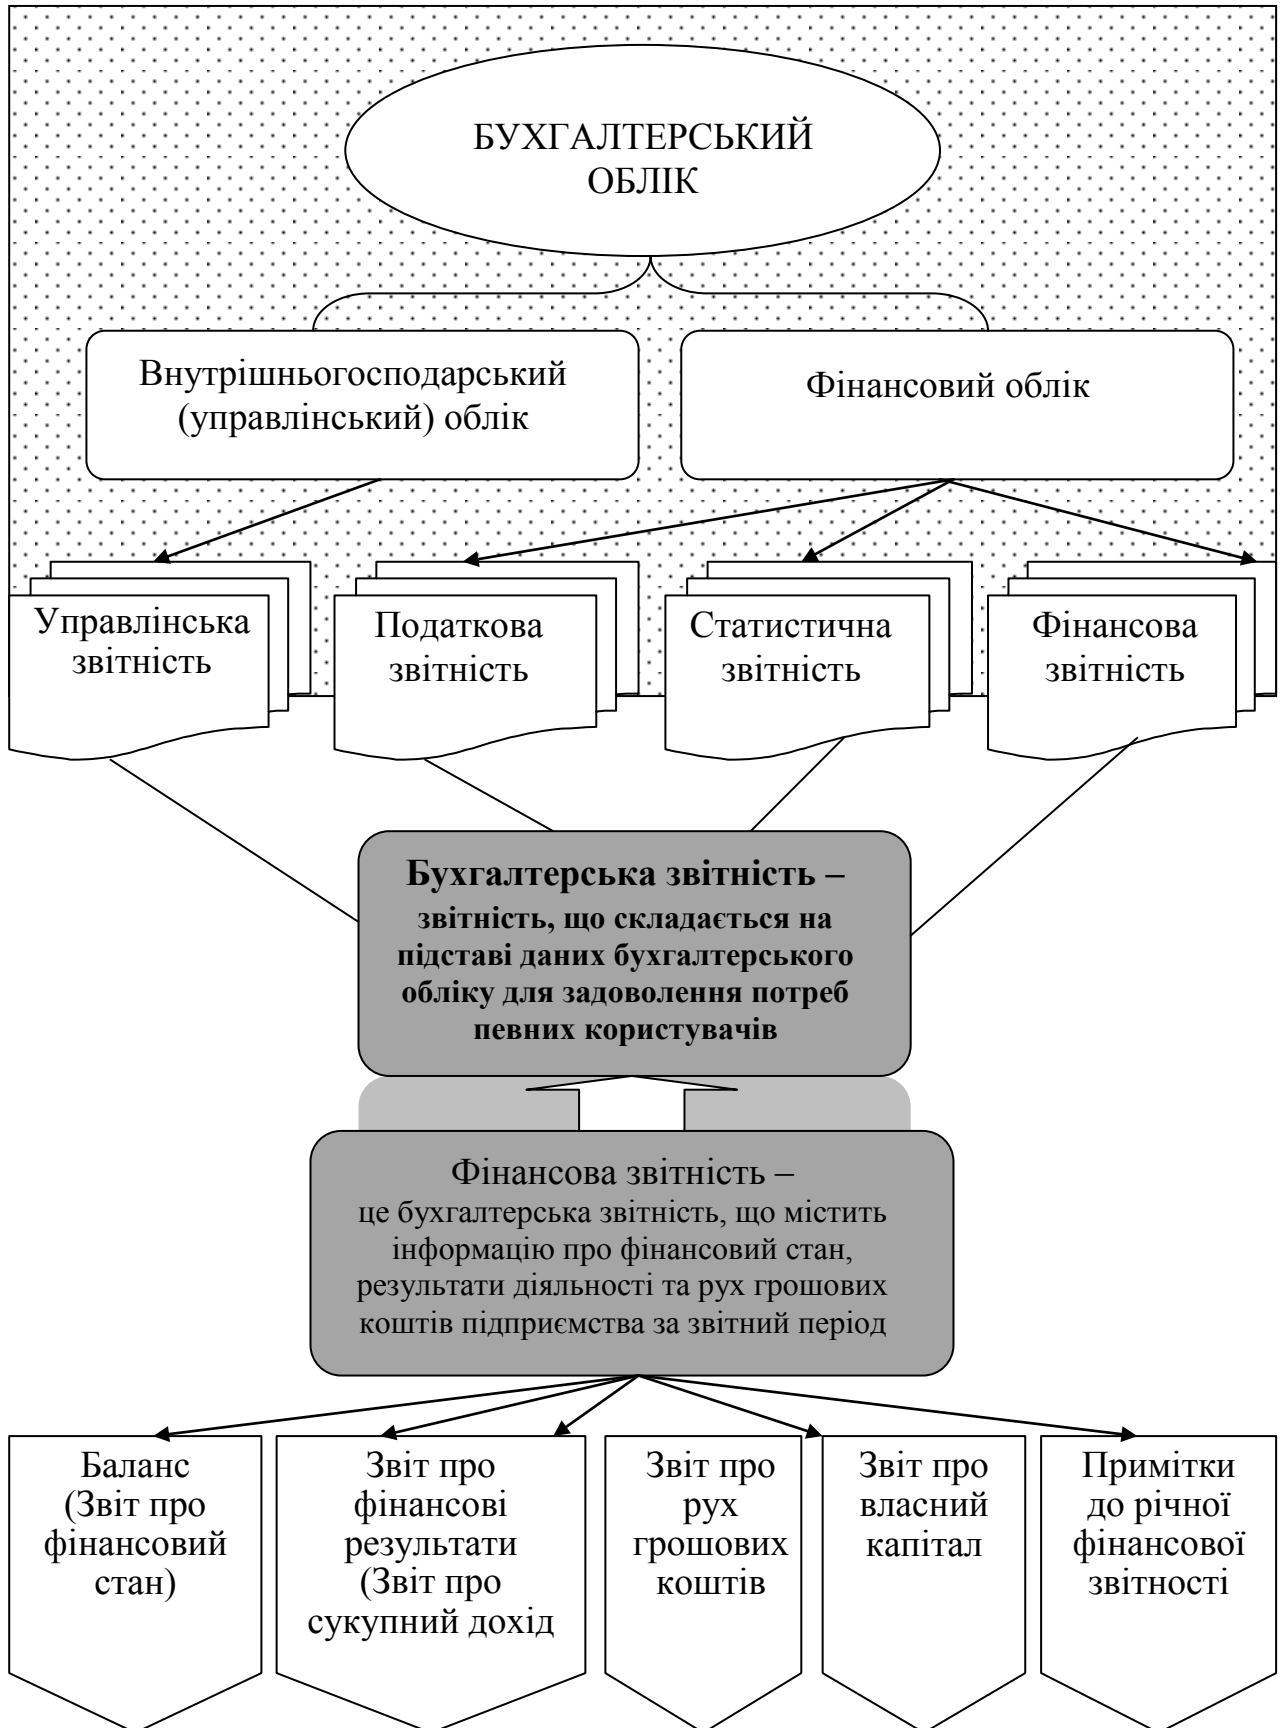 БУХГАЛТЕРСЬКИЙ
ОБЛІК
Внутрішньогосподарський
(управлінський) облік
Фінансовий облік
Управлінська
звітність
Податкова
звітність
Статистична
звітність
Фінансова
звітність
Бухгалтерська звітність –
звітність, що складається на
підставі даних бухгалтерського
обліку для задоволення потреб
певних користувачів
Фінансова звітність –
це бухгалтерська звітність, що містить
інформацію про фінансовий стан,
результати діяльності та рух грошових
коштів підприємства за звітний період
Баланс
(Звіт про
фінансовий
стан)
Звіт про
фінансові
результати
(Звіт про
сукупний дохід
Звіт про
рух
грошових
коштів
Звіт про
власний
капітал
Примітки
до річної
фінансової
звітності